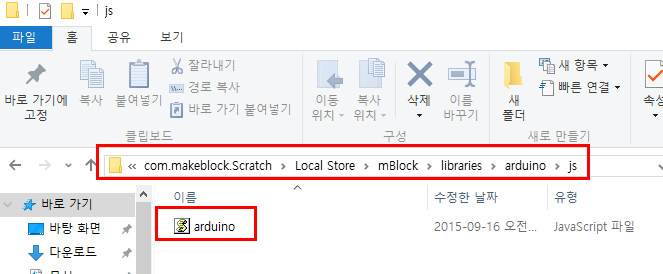 js
파일 홈 공유 보기
바로 가기에 고정
복사
붙여넣기
잘라내기
경로 복사
바로 가기 붙여넣기
클립보드
이동 위치
복사 위치
삭제
이름 바꾸기
구성
새 폴더
새 항목
빠른 연결
새로 만들기
속성
« com.makeblock.Scratch > Local Store > mBlock > libraries > arduino > js
바로 가기
바탕 화면
다운로드
이름 수정한 날짜 유형
arduino 2015-09-16 오전... JavaScript 파일